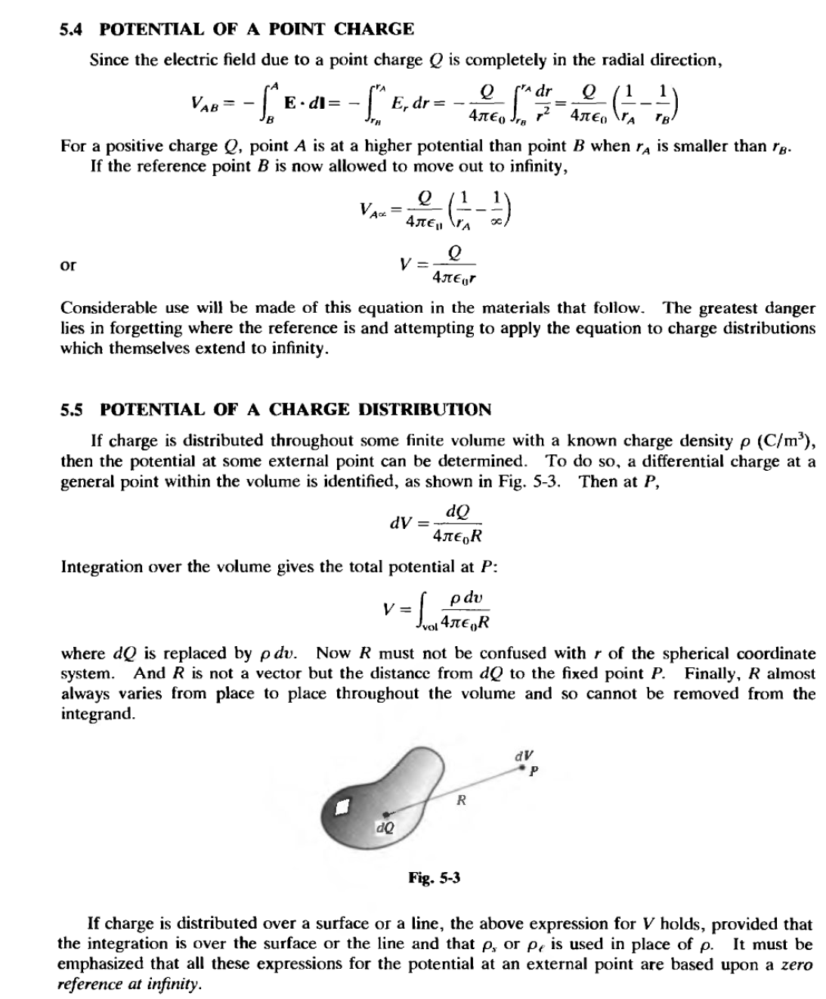 5.4 POTENTIAL OF A POINT CHARGE
Since the electric field due to a point charge Q is completely in the radial direction,
V_{AB} = -\int_B^A \mathbf{E} \cdot d\mathbf{l} = -\int_{r_B}^{r_A} E_r\, dr = -\frac{Q}{4\pi\epsilon_0} \int_{r_B}^{r_A} \frac{dr}{r^2} = \frac{Q}{4\pi\epsilon_0} \left(\frac{1}{r_A} - \frac{1}{r_B}\right)
For a positive charge Q, point A is at a higher potential than point B when r_A is smaller than r_B.
If the reference point B is now allowed to move out to infinity,
V_{A\infty} = \frac{Q}{4\pi\epsilon_0} \left(\frac{1}{r_A} - \frac{1}{\infty}\right)
or V = \frac{Q}{4\pi\epsilon_0 r}
Considerable use will be made of this equation in the materials that follow. The greatest danger
lies in forgetting where the reference is and attempting to apply the equation to charge distributions
which themselves extend to infinity.
5.5 POTENTIAL OF A CHARGE DISTRIBUTION
If charge is distributed throughout some finite volume with a known charge density ρ (C/m³),
then the potential at some external point can be determined. To do so, a differential charge at a
general point within the volume is identified, as shown in Fig. 5-3. Then at P,
dV = \frac{dQ}{4\pi\epsilon_0 R}
Integration over the volume gives the total potential at P:
V = \int_{vol} \frac{\rho\, dv}{4\pi\epsilon_0 R}
where dQ is replaced by ρ dv. Now R must not be confused with r of the spherical coordinate
system. And R is not a vector but the distance from dQ to the fixed point P. Finally, R almost
always varies from place to place throughout the volume and so cannot be removed from the
integrand.
dV
P
R
dQ
Fig. 5-3
If charge is distributed over a surface or a line, the above expression for V holds, provided that
the integration is over the surface or the line and that ρ_s or ρ_ℓ is used in place of ρ. It must be
emphasized that all these expressions for the potential at an external point are based upon a zero
reference at infinity.